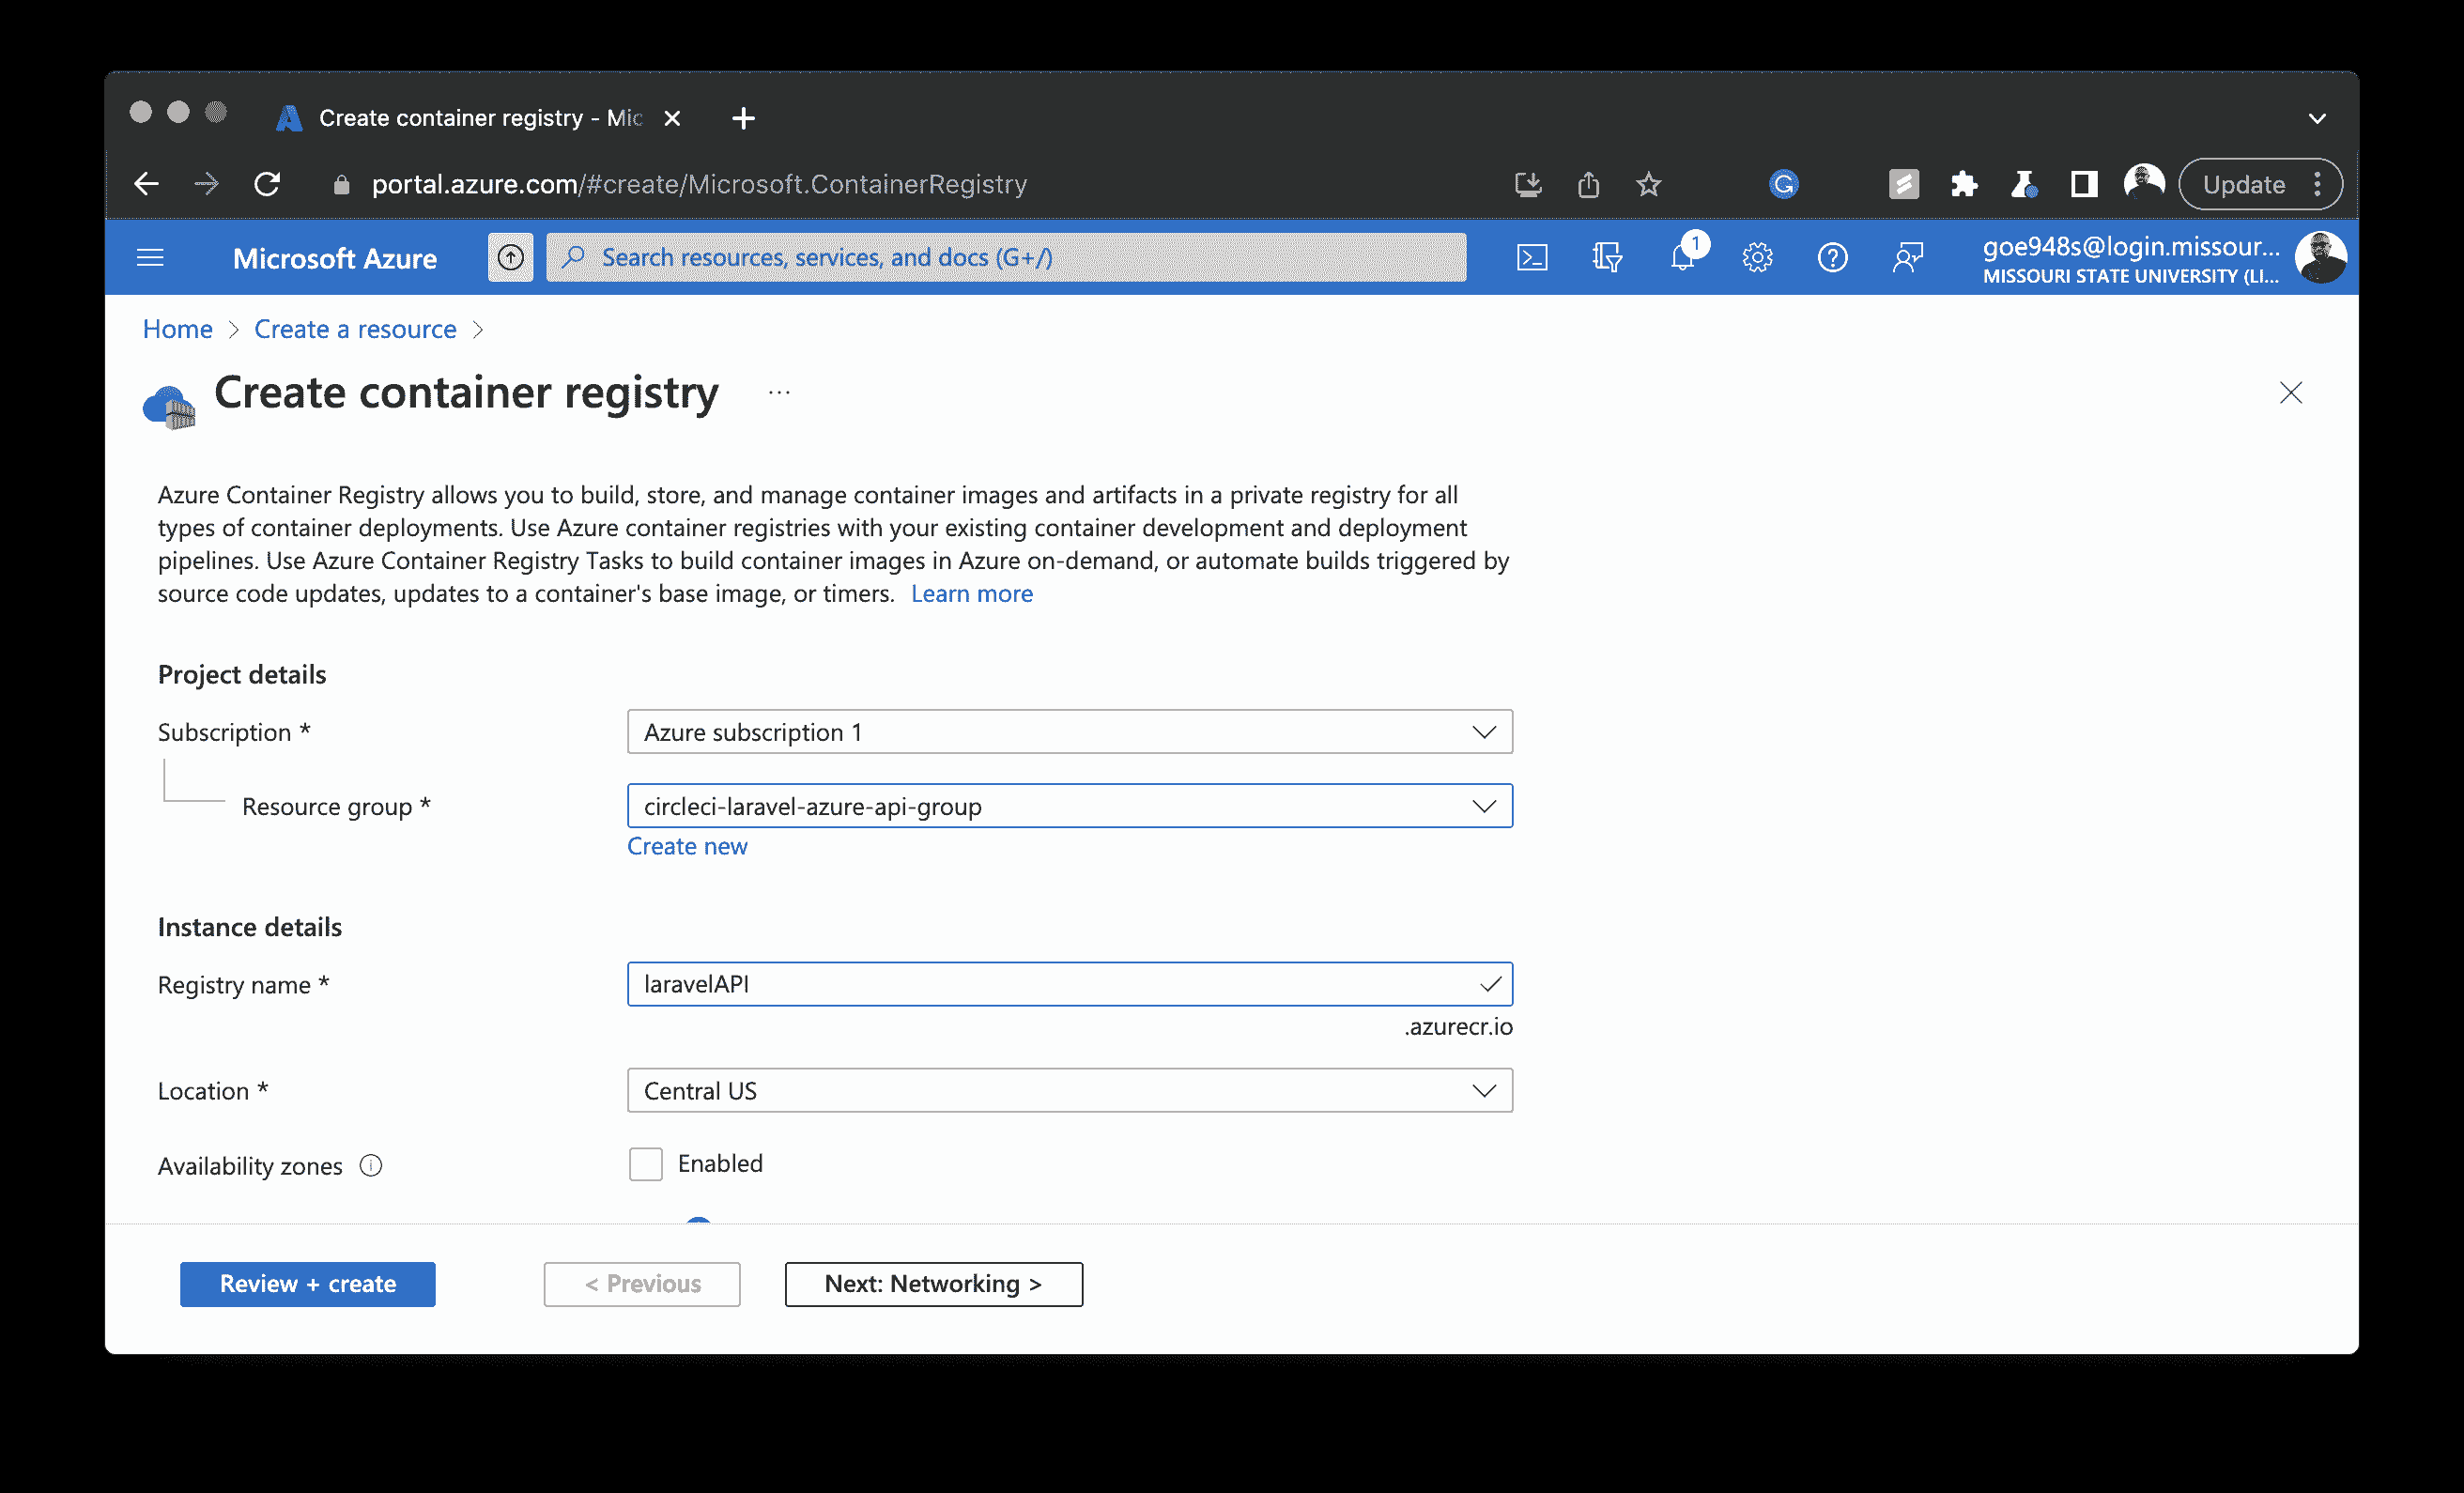 Create container registry - Mic
portal.azure.com/#create/Microsoft.ContainerRegistry
Update
Microsoft Azure
Search resources, services, and docs (G+/)
1
goe948s@login.missour...
MISSOURI STATE UNIVERSITY (LI...
Home > Create a resource >
Create container registry ...
Azure Container Registry allows you to build, store, and manage container images and artifacts in a private registry for all
types of container deployments. Use Azure container registries with your existing container development and deployment
pipelines. Use Azure Container Registry Tasks to build container images in Azure on-demand, or automate builds triggered by
source code updates, updates to a container's base image, or timers. Learn more
Project details
Subscription *
Azure subscription 1
Resource group *
circleci-laravel-azure-api-group
Create new
Instance details
Registry name *
laravelAPI
.azurecr.io
Location *
Central US
Availability zones
Enabled
Review + create
< Previous
Next: Networking >